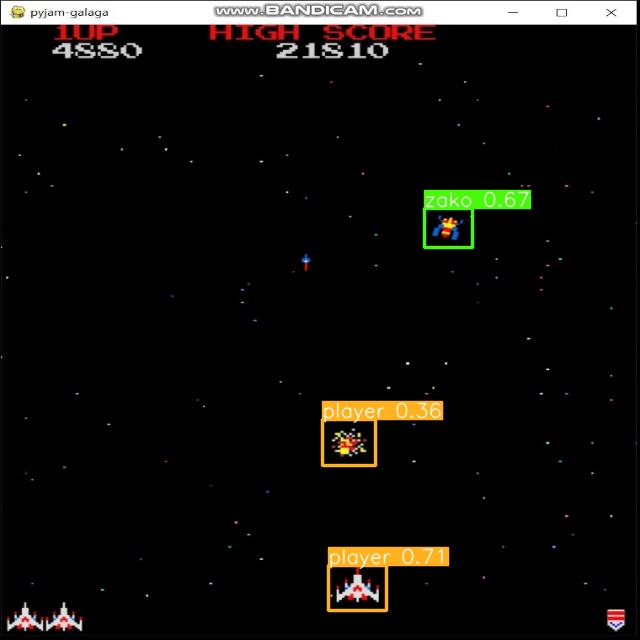 pyjam-galaga
www.BANDICAM.com
1UP HIGH SCORE
4880 21810
zako 0.67
player 0.36
player 0.71